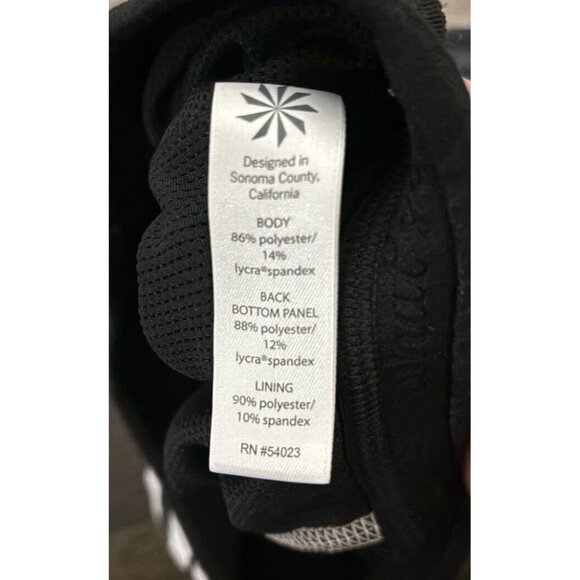 Designed in
Sonoma County,
California
BODY
86% polyester/
14%
lycra®spandex
BACK
BOTTOM PANEL
88% polyester/
12%
lycra®spandex
LINING
90% polyester/
10% spandex
RN #54023